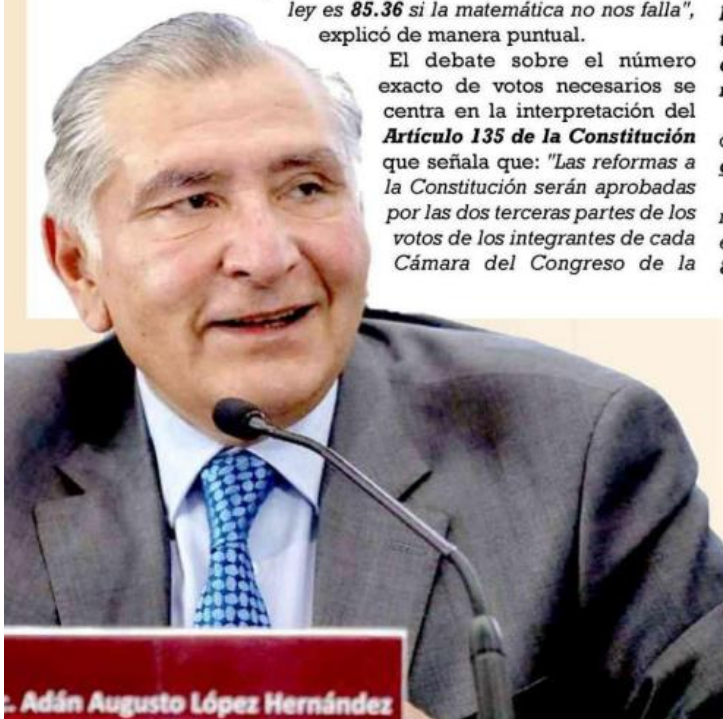 ley es 85.36 si la matemática no nos falla",
explicó de manera puntual.
El debate sobre el número
exacto de votos necesarios se
centra en la interpretación del
Artículo 135 de la Constitución
que señala que: "Las reformas a
la Constitución serán aprobadas
por las dos terceras partes de los
votos de los integrantes de cada
Cámara del Congreso de la
c. Adán Augusto López Hernández